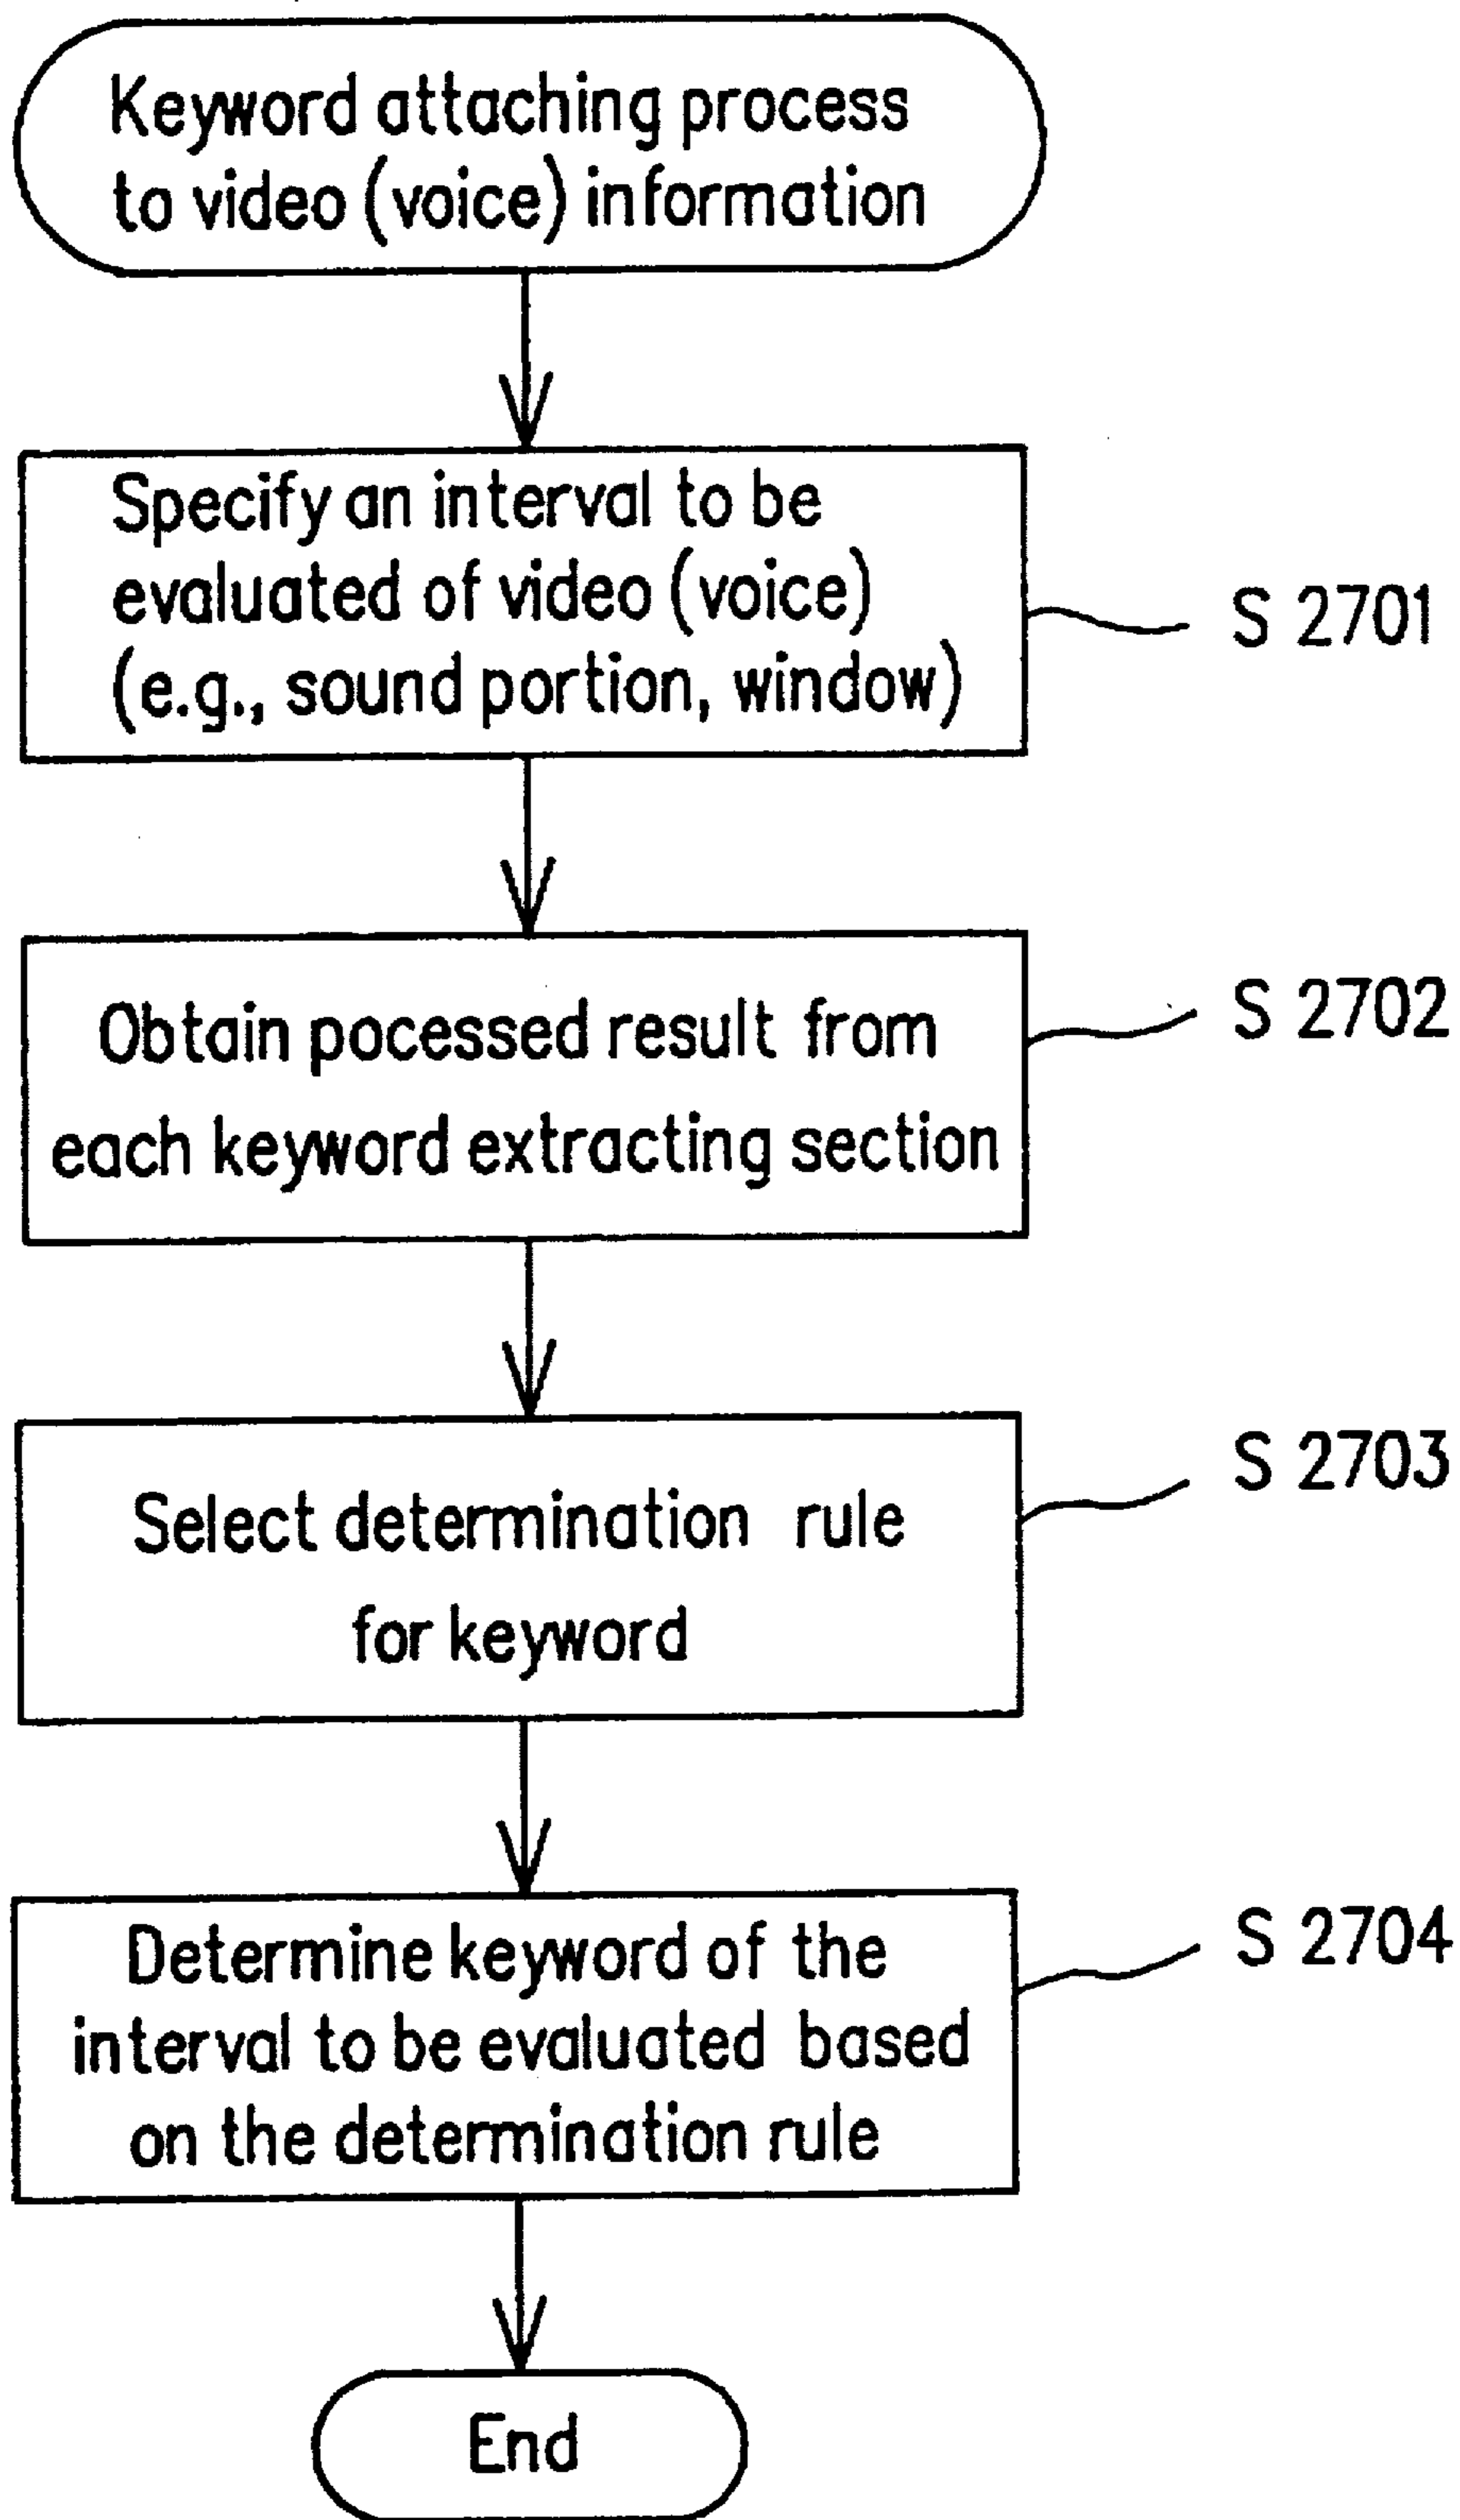 Keyword attaching process
to video (voice) information
Specify an interval to be
evaluated of video (voice)
(e.g., sound portion, window)
S 2701
Obtain pocessed result from
each keyword extracting section
S 2702
Select determination rule
for keyword
S 2703
Determine keyword of the
interval to be evaluated based
on the determination rule
S 2704
End